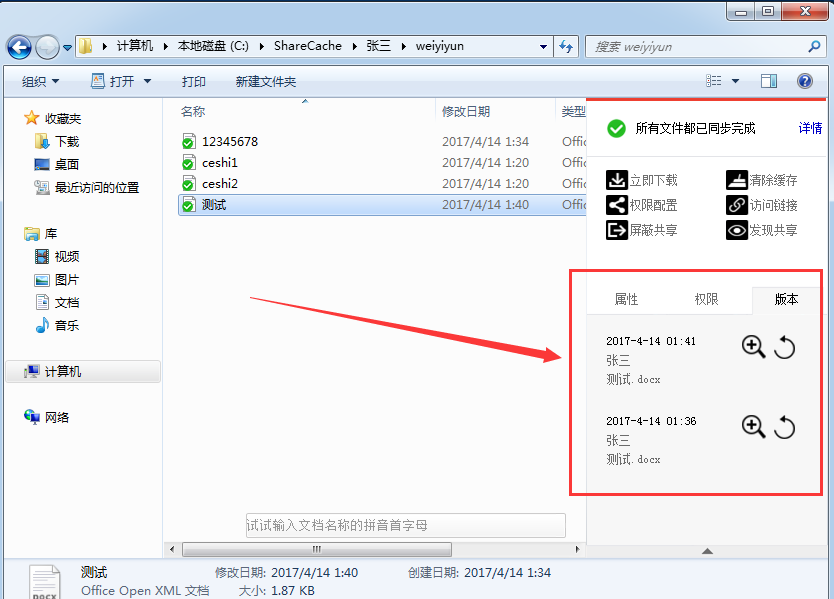 计算机 本地磁盘 (C:) ShareCache 张三 weiyiyun 搜索 weiyiyun
组织 打开 打印 新建文件夹
收藏夹
下载
桌面
最近访问的位置
库
视频
图片
文档
音乐
计算机
网络
名称 修改日期 类型
12345678 2017/4/14 1:34 Offic
ceshi1 2017/4/14 1:20 Offic
ceshi2 2017/4/14 1:20 Offic
测试 2017/4/14 1:40 Offic
试试输入文档名称的拼音首字母
所有文件都已同步完成 详情
立即下载 清除缓存
权限配置 访问链接
屏蔽共享 发现共享
属性 权限 版本
2017-4-14 01:41
张三
测试.docx
2017-4-14 01:36
张三
测试.docx
DOCX
测试 修改日期: 2017/4/14 1:40 创建日期: 2017/4/14 1:34
Office Open XML 文档 大小: 1.87 KB